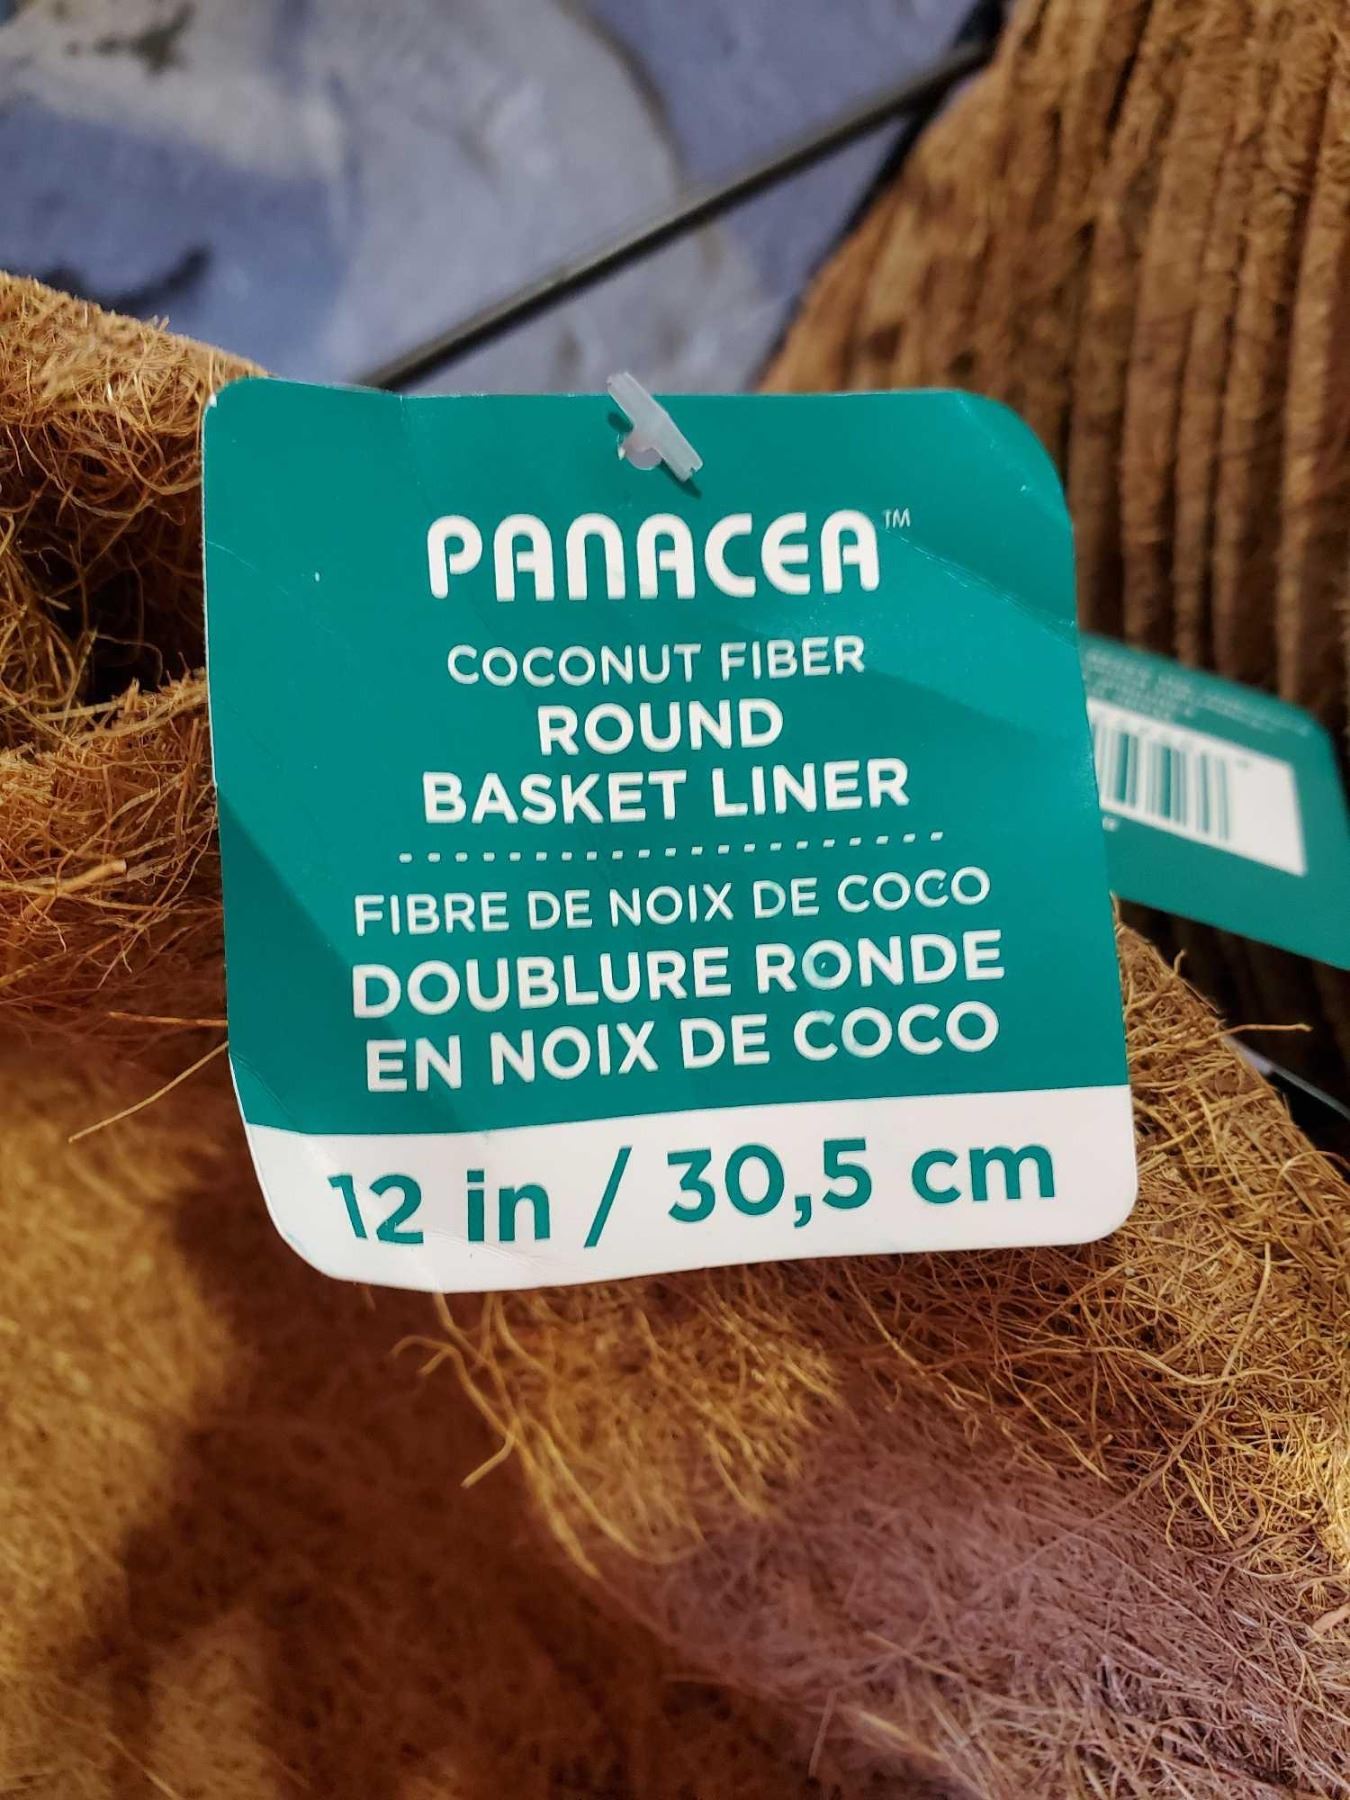 PANACEA™
COCONUT FIBER
ROUND
BASKET LINER
FIBRE DE NOIX DE COCO
DOUBLURE RONDE
EN NOIX DE COCO
12 in / 30,5 cm